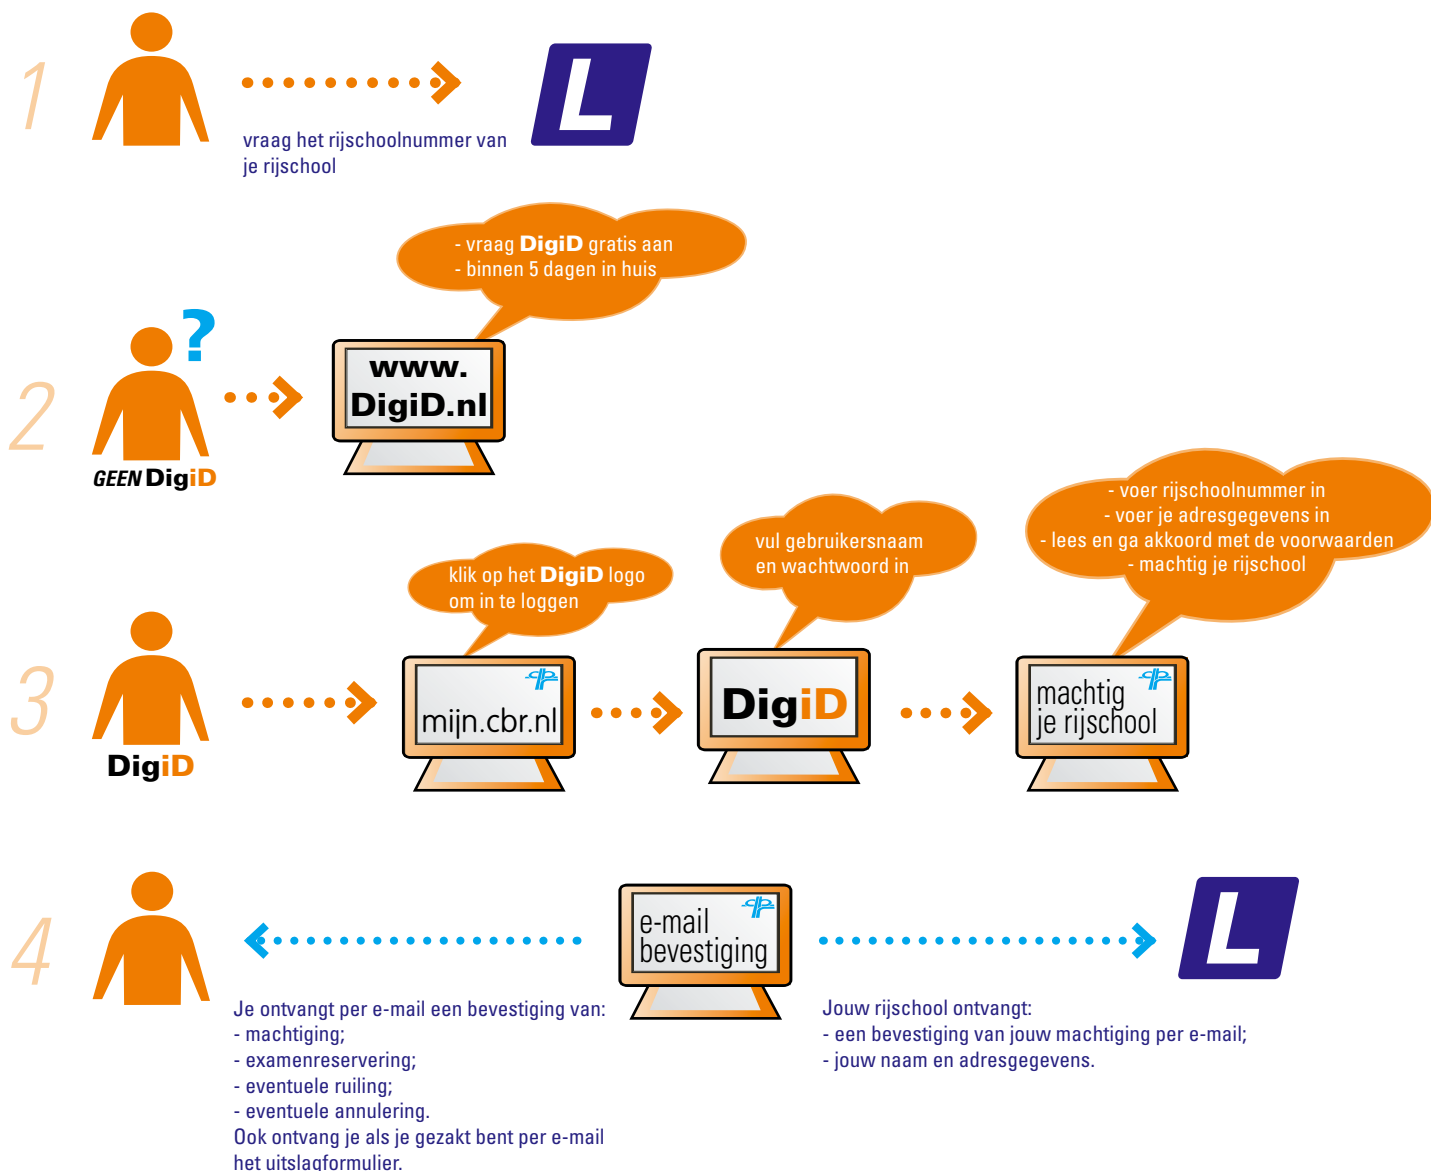 1
L
vraag het rijschoolnummer van
je rijschool
- vraag DigiD gratis aan
- binnen 5 dagen in huis
?
www.
DigiD.nl
2
GEEN DigiD
- voer rijschoolnummer in
- voer je adresgegevens in
- lees en ga akkoord met de voorwaarden
- machtig je rijschool
vul gebruikersnaam
en wachtwoord in
klik op het DigiD logo
om in te loggen
3
DigiD
mijn.cbr.nl
DigiD
machtig
je rijschool
4
e-mail
bevestiging
L
Je ontvangt per e-mail een bevestiging van:
- machtiging;
- examenreservering;
- eventuele ruiling;
- eventuele annulering.
Ook ontvang je als je gezakt bent per e-mail
het uitslagformulier.
Jouw rijschool ontvangt:
- een bevestiging van jouw machtiging per e-mail;
- jouw naam en adresgegevens.